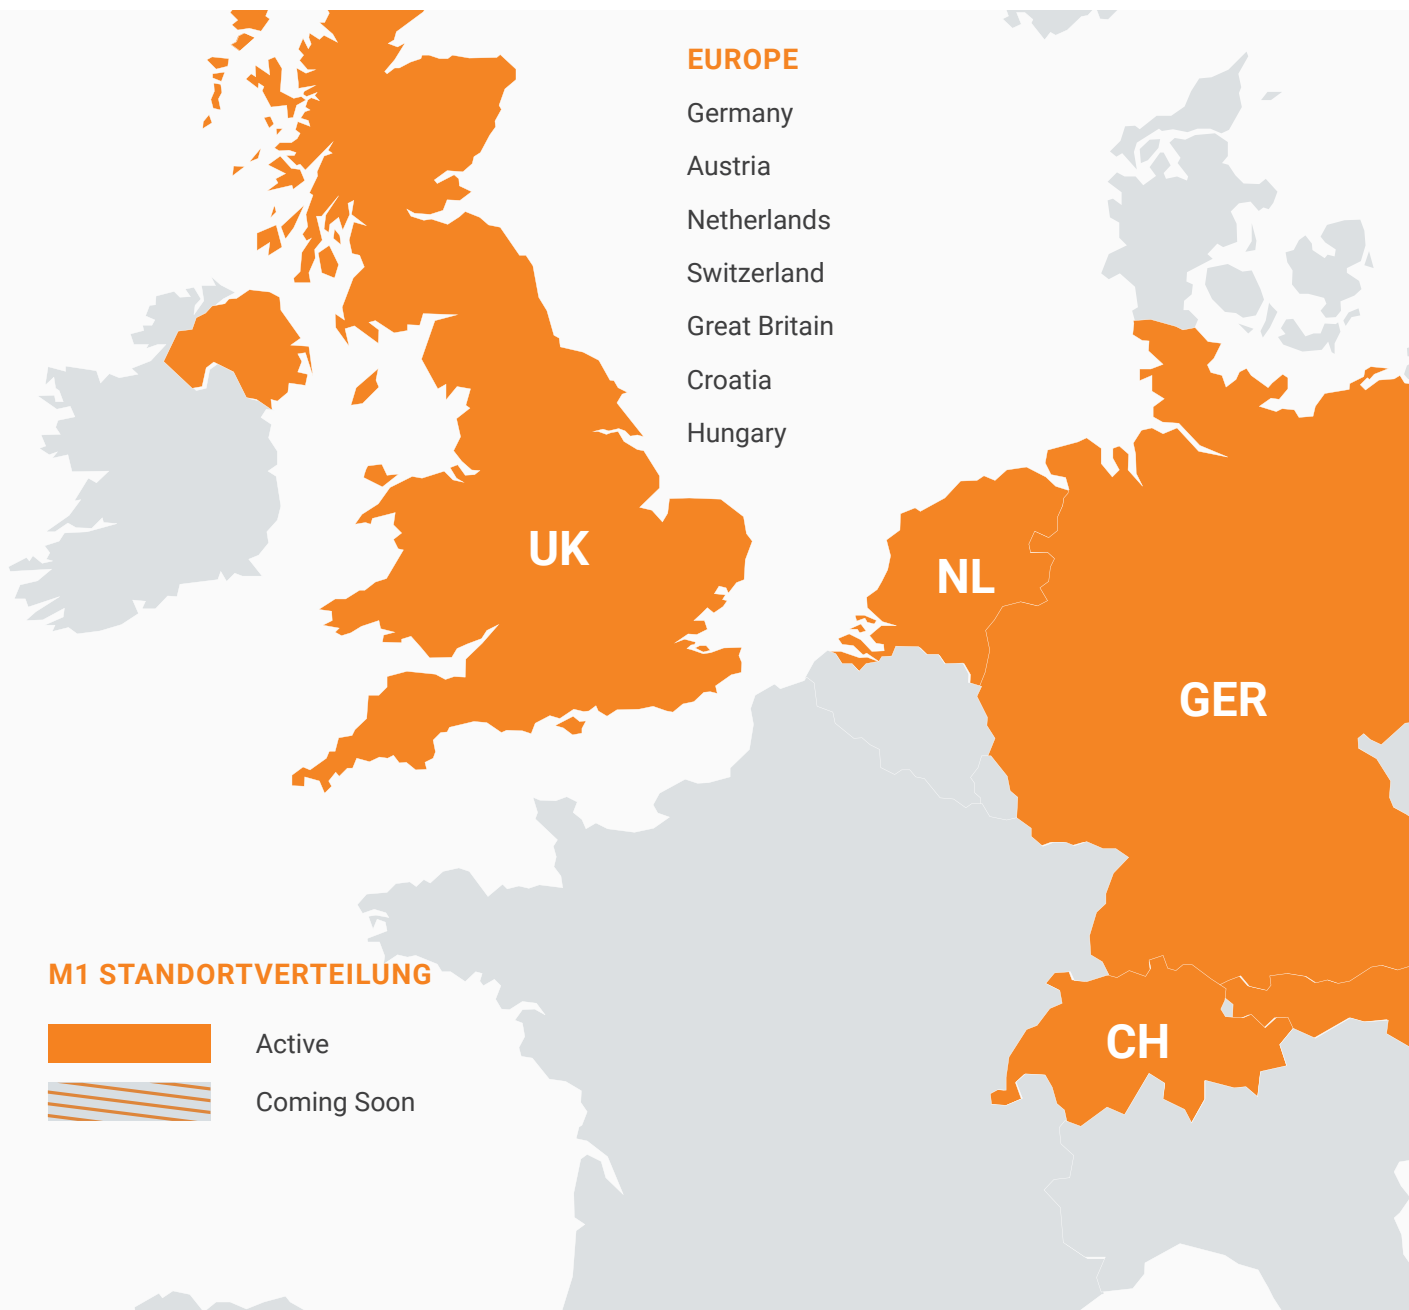 EUROPE
Germany
Austria
Netherlands
Switzerland
Great Britain
Croatia
Hungary
UK
NL
GER
CH
M1 STANDORTVERTEILUNG
Active
Coming Soon